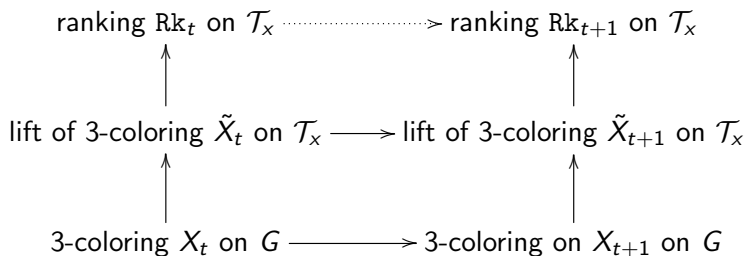 ranking Rk_t on 𝒯_x ranking Rk_{t+1} on 𝒯_x
lift of 3-coloring X̃_t on 𝒯_x lift of 3-coloring X̃_{t+1} on 𝒯_x
3-coloring X_t on G 3-coloring on X_{t+1} on G